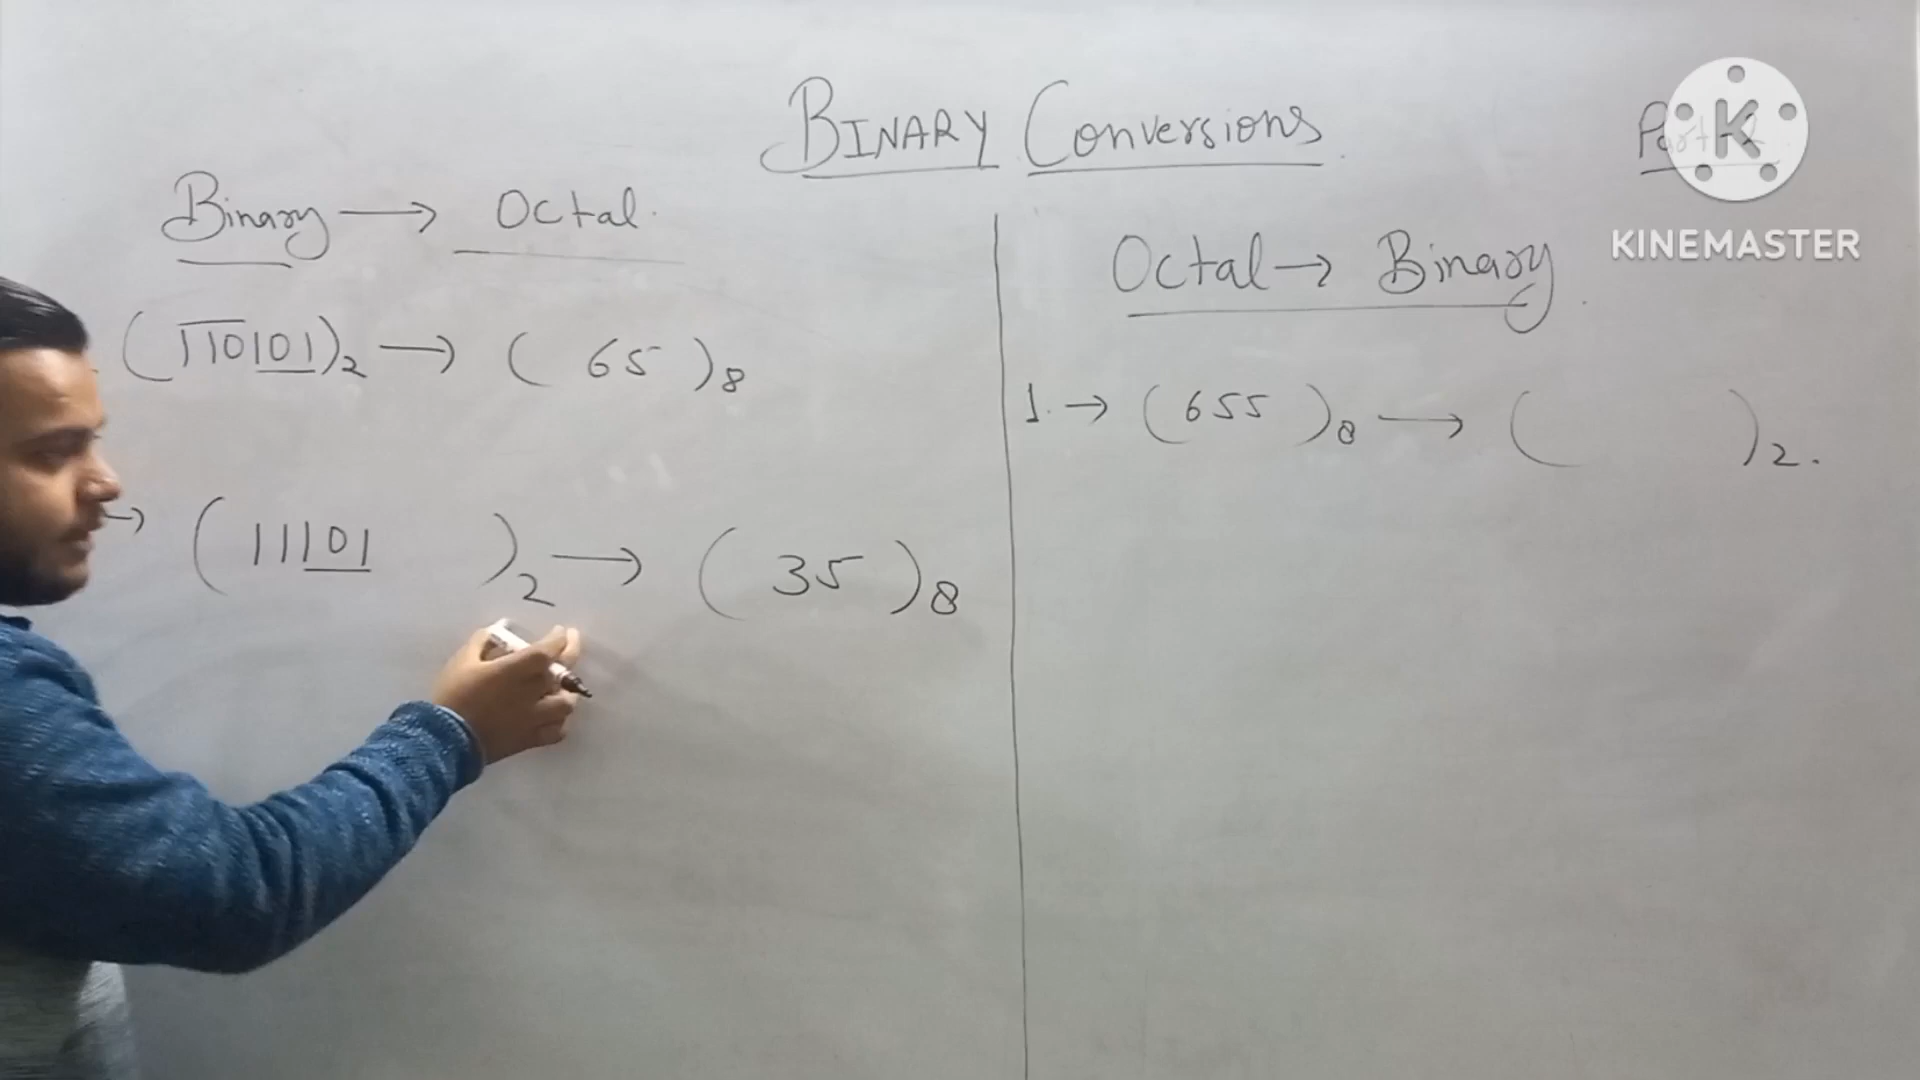 BINARY Conversions
KINEMASTER
Binary → Octal.
(110101)₂ → ( 65 )₈
→ ( 11101 )₂ → ( 35 )₈
Octal → Binary
1. → ( 655 )₈ → ( )₂.